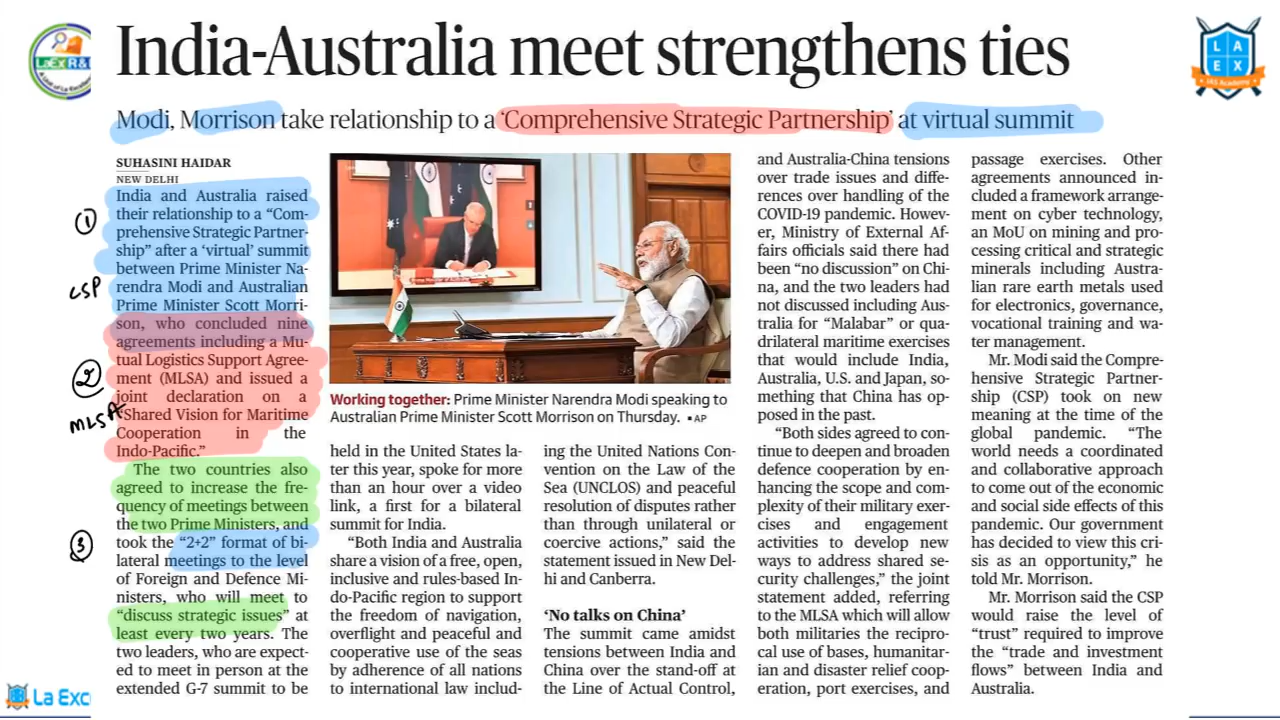 India-Australia meet strengthens ties
Modi, Morrison take relationship to a ‘Comprehensive Strategic Partnership’ at virtual summit
SUHASINI HAIDAR
NEW DELHI
India and Australia raised
their relationship to a “Com-
prehensive Strategic Partner-
ship” after a ‘virtual’ summit
between Prime Minister Na-
rendra Modi and Australian
Prime Minister Scott Morri-
son, who concluded nine
agreements including a Mu-
tual Logistics Support Agree-
ment (MLSA) and issued a
joint declaration on a
“Shared Vision for Maritime
Cooperation in the
Indo-Pacific.”
The two countries also
agreed to increase the fre-
quency of meetings between
the two Prime Ministers, and
took the “2+2” format of bi-
lateral meetings to the level
of Foreign and Defence Mi-
nisters, who will meet to
“discuss strategic issues” at
least every two years. The
two leaders, who are expect-
ed to meet in person at the
extended G-7 summit to be
1
CSP
2
MLSA
3
Working together: Prime Minister Narendra Modi speaking to
Australian Prime Minister Scott Morrison on Thursday. ▪ AP
held in the United States la-
ter this year, spoke for more
than an hour over a video
link, a first for a bilateral
summit for India.
“Both India and Australia
share a vision of a free, open,
inclusive and rules-based In-
do-Pacific region to support
the freedom of navigation,
overflight and peaceful and
cooperative use of the seas
by adherence of all nations
to international law includ-
ing the United Nations Con-
vention on the Law of the
Sea (UNCLOS) and peaceful
resolution of disputes rather
than through unilateral or
coercive actions,” said the
statement issued in New Del-
hi and Canberra.
‘No talks on China’
The summit came amidst
tensions between India and
China over the stand-off at
the Line of Actual Control,
and Australia-China tensions
over trade issues and diffe-
rences over handling of the
COVID-19 pandemic. Howev-
er, Ministry of External Af-
fairs officials said there had
been “no discussion” on Chi-
na, and the two leaders had
not discussed including Aus-
tralia for “Malabar” or qua-
drilateral maritime exercises
that would include India,
Australia, U.S. and Japan, so-
mething that China has op-
posed in the past.
“Both sides agreed to con-
tinue to deepen and broaden
defence cooperation by en-
hancing the scope and com-
plexity of their military exer-
cises and engagement
activities to develop new
ways to address shared se-
curity challenges,” the joint
statement added, referring
to the MLSA which will allow
both militaries the recipro-
cal use of bases, humanitar-
ian and disaster relief coop-
eration, port exercises, and
passage exercises. Other
agreements announced in-
cluded a framework arrange-
ment on cyber technology,
an MoU on mining and pro-
cessing critical and strategic
minerals including Austra-
lian rare earth metals used
for electronics, governance,
vocational training and wa-
ter management.
Mr. Modi said the Compre-
hensive Strategic Partner-
ship (CSP) took on new
meaning at the time of the
global pandemic. “The
world needs a coordinated
and collaborative approach
to come out of the economic
and social side effects of this
pandemic. Our government
has decided to view this cri-
sis as an opportunity,” he
told Mr. Morrison.
Mr. Morrison said the CSP
would raise the level of
“trust” required to improve
the “trade and investment
flows” between India and
Australia.
LaEx R&
LA
EX
IAS Academy
La Exc